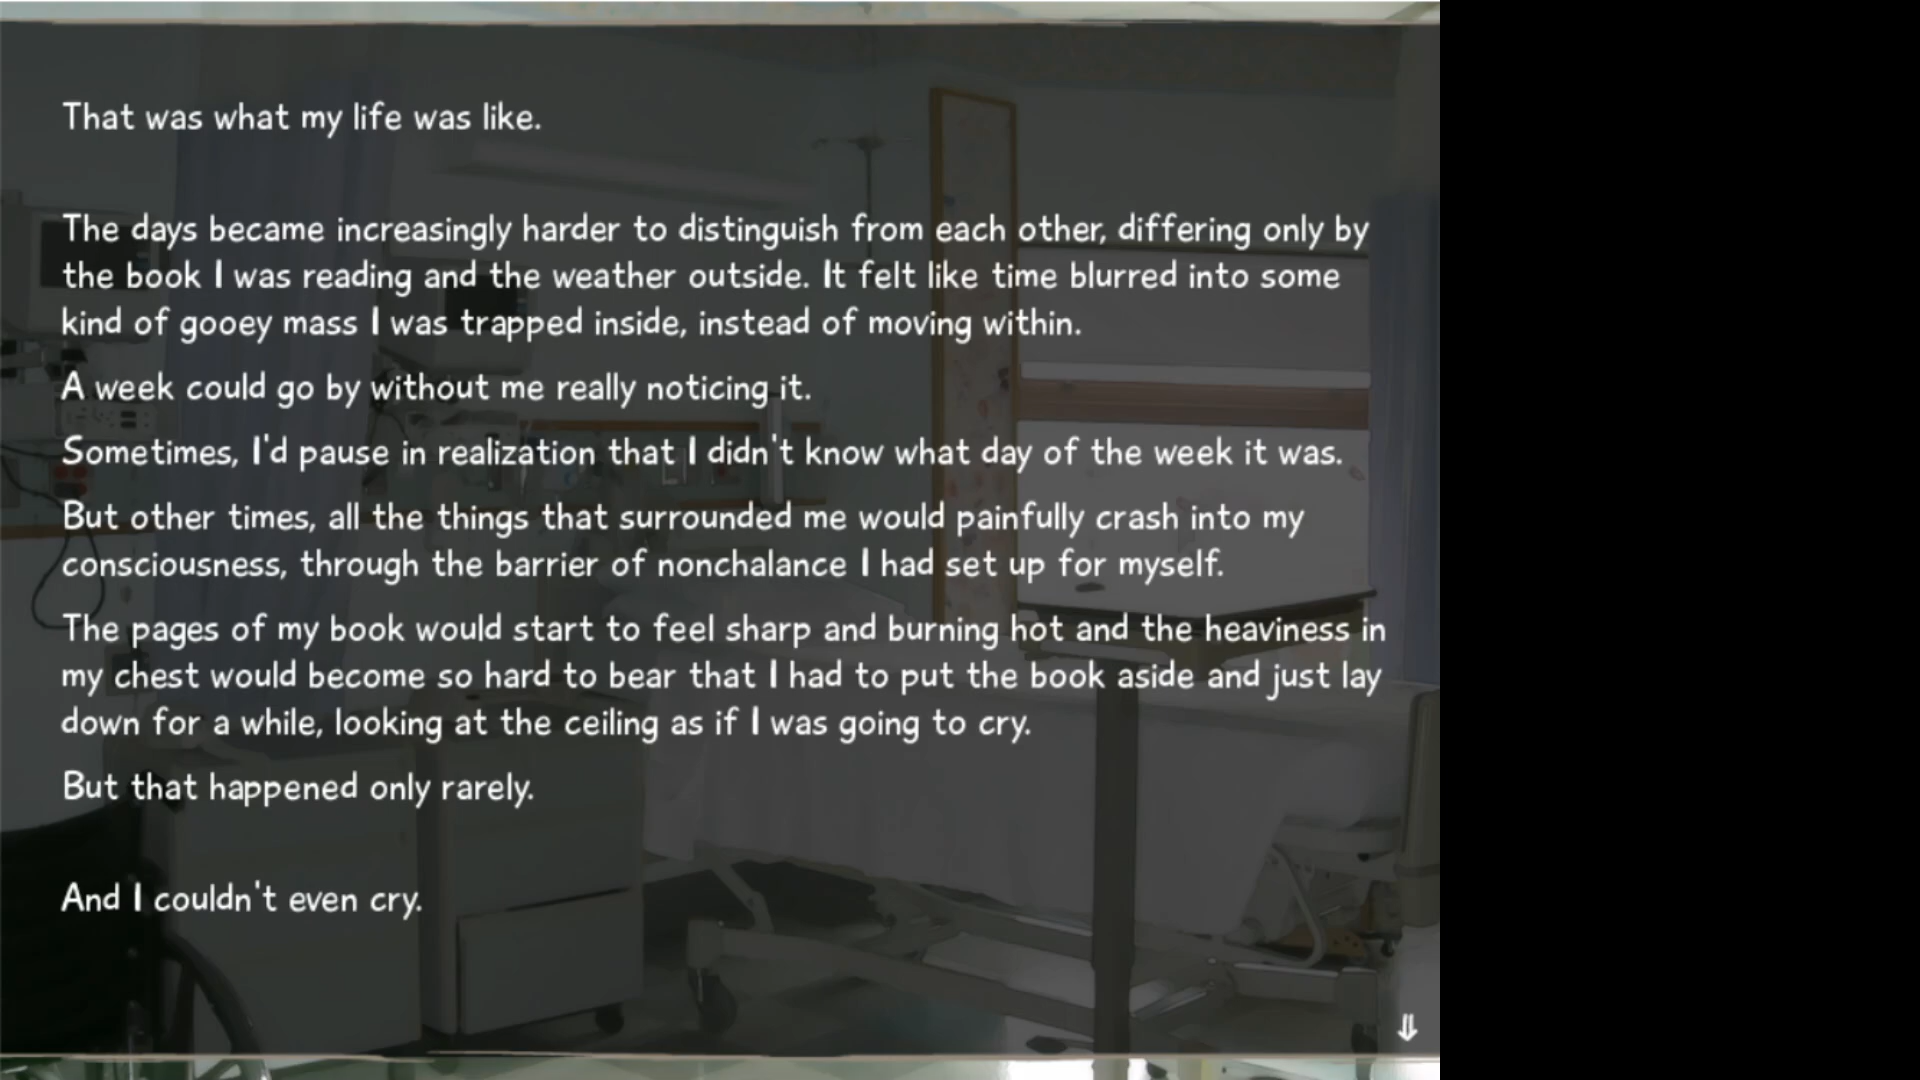 That was what my life was like.
The days became increasingly harder to distinguish from each other, differing only by
the book I was reading and the weather outside. It felt like time blurred into some
kind of gooey mass I was trapped inside, instead of moving within.
A week could go by without me really noticing it.
Sometimes, I'd pause in realization that I didn't know what day of the week it was.
But other times, all the things that surrounded me would painfully crash into my
consciousness, through the barrier of nonchalance I had set up for myself.
The pages of my book would start to feel sharp and burning hot and the heaviness in
my chest would become so hard to bear that I had to put the book aside and just lay
down for a while, looking at the ceiling as if I was going to cry.
But that happened only rarely.
And I couldn't even cry.